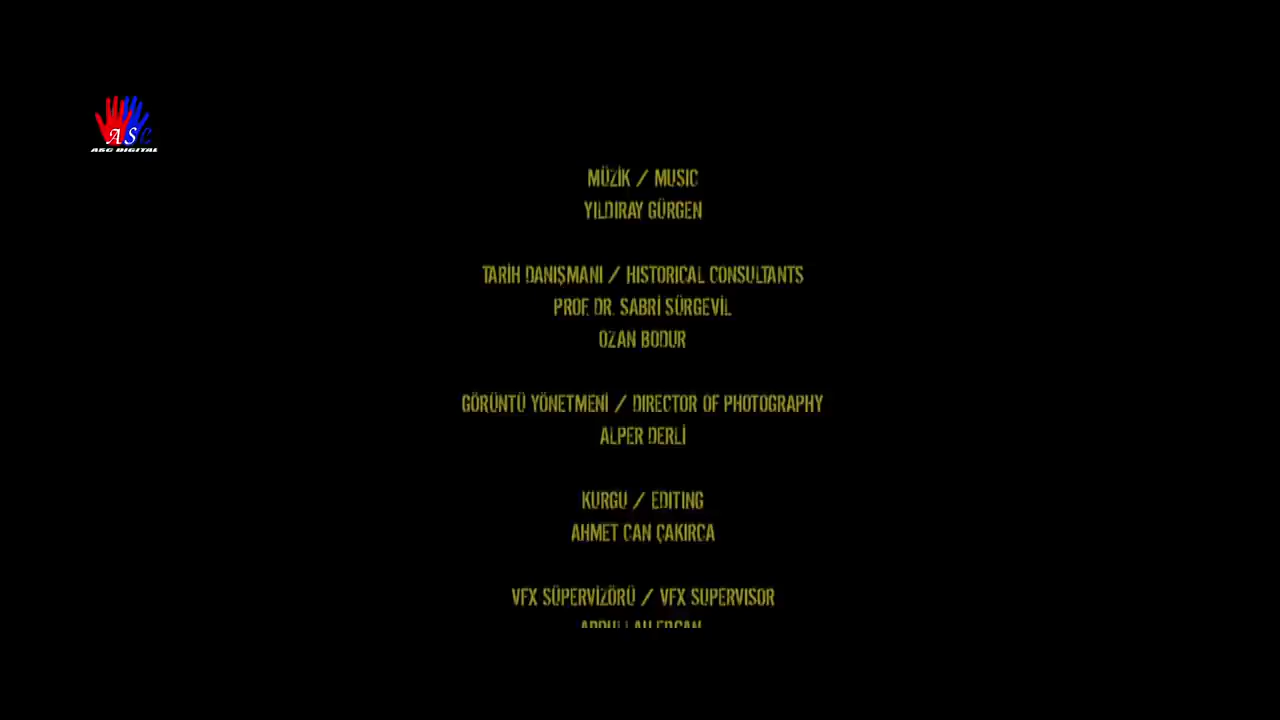 ASC
ASC DIGITAL
MÜZİK / MUSIC
YILDIRAY GÜRGEN
TARİH DANIŞMANI / HISTORICAL CONSULTANTS
PROF. DR. SABRİ SÜRGEVİL
OZAN BODUR
GÖRÜNTÜ YÖNETMENİ / DIRECTOR OF PHOTOGRAPHY
ALPER DERLİ
KURGU / EDITING
AHMET CAN ÇAKIRCA
VFX SÜPERVİZÖRÜ / VFX SUPERVISOR